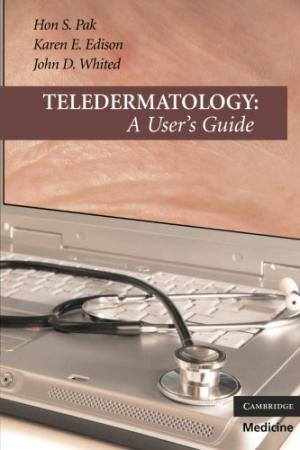 Hon S. Pak
Karen E. Edison
John D. Whited
TELEDERMATOLOGY:
A User's Guide
CAMBRIDGE
Medicine